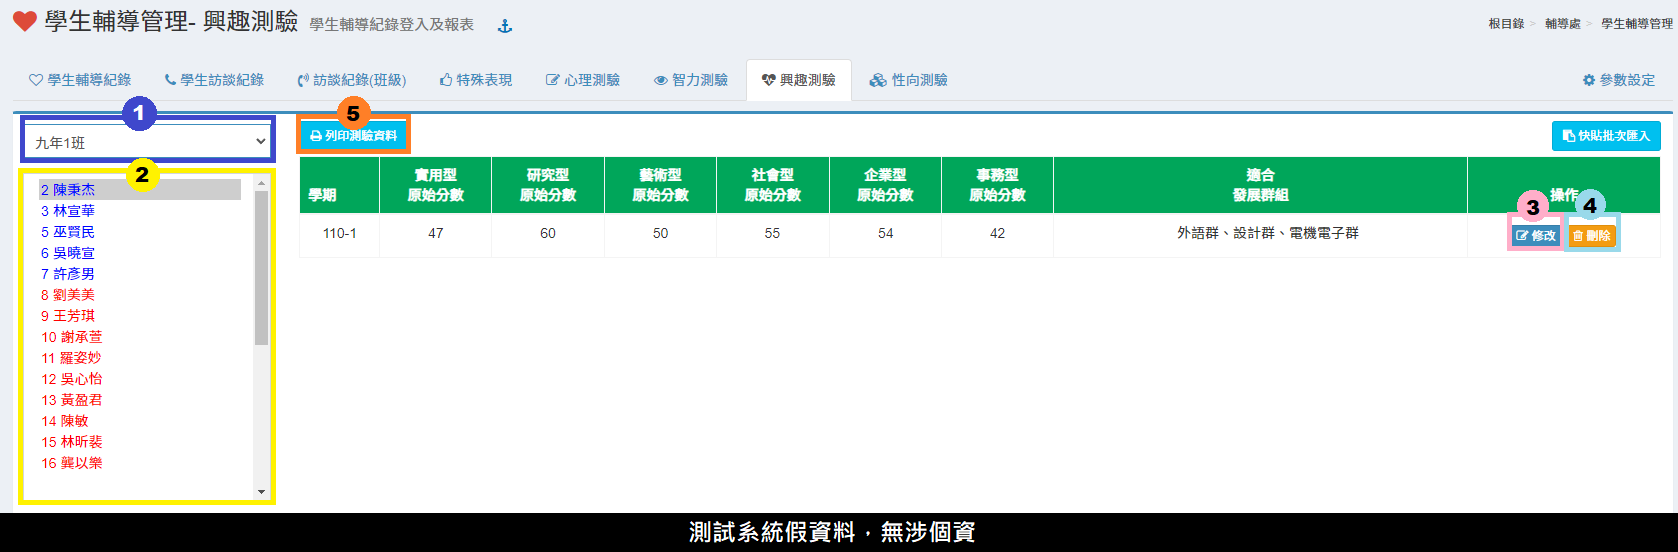 學生輔導管理- 興趣測驗 學生輔導紀錄登入及報表
根目錄 > 輔導處 > 學生輔導管理
學生輔導紀錄 學生訪談紀錄 訪談紀錄(班級) 特殊表現 心理測驗 智力測驗 興趣測驗 性向測驗 參數設定
1
九年1班
2
2 陳秉杰
3 林宣華
5 巫賢民
6 吳曉宣
7 許彥男
8 劉美美
9 王芳琪
10 謝承萱
11 羅姿妙
12 吳心怡
13 黃盈君
14 陳敏
15 林昕裴
16 龔以樂
5
列印測驗資料
快貼批次匯入
學期 實用型 原始分數 研究型 原始分數 藝術型 原始分數 社會型 原始分數 企業型 原始分數 事務型 原始分數 適合 發展群組 操作
3 4
110-1 47 60 50 55 54 42 外語群、設計群、電機電子群 修改 刪除
測試系統假資料，無涉個資